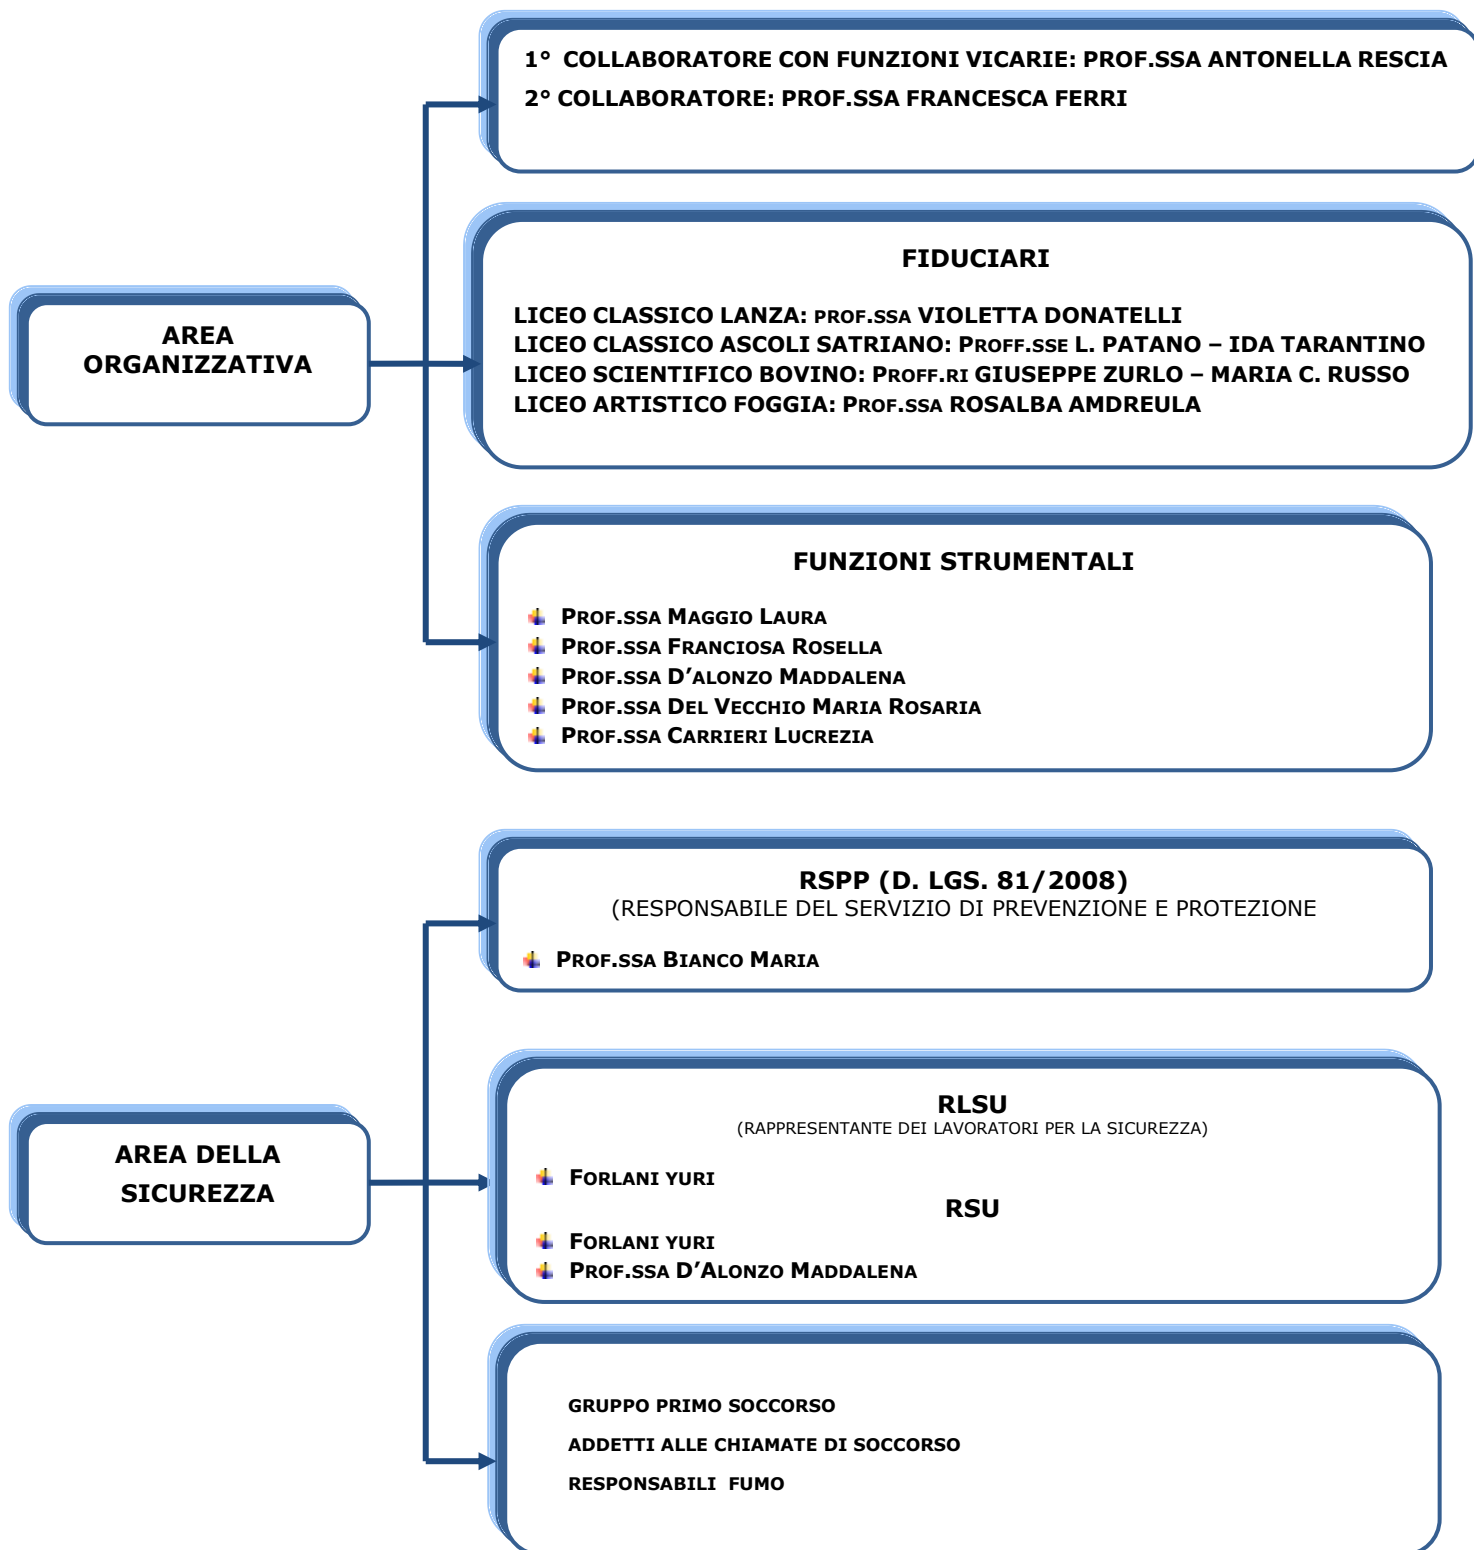 1° COLLABORATORE CON FUNZIONI VICARIE: PROF.SSA ANTONELLA RESCIA
2° COLLABORATORE: PROF.SSA FRANCESCA FERRI
AREA
ORGANIZZATIVA
FIDUCIARI
LICEO CLASSICO LANZA: PROF.SSA VIOLETTA DONATELLI
LICEO CLASSICO ASCOLI SATRIANO: PROFF.SSE L. PATANO – IDA TARANTINO
LICEO SCIENTIFICO BOVINO: PROFF.RI GIUSEPPE ZURLO – MARIA C. RUSSO
LICEO ARTISTICO FOGGIA: PROF.SSA ROSALBA AMDREULA
FUNZIONI STRUMENTALI
PROF.SSA MAGGIO LAURA
PROF.SSA FRANCIOSA ROSELLA
PROF.SSA D'ALONZO MADDALENA
PROF.SSA DEL VECCHIO MARIA ROSARIA
PROF.SSA CARRIERI LUCREZIA
RSPP (D. LGS. 81/2008)
(RESPONSABILE DEL SERVIZIO DI PREVENZIONE E PROTEZIONE
PROF.SSA BIANCO MARIA
AREA DELLA
SICUREZZA
RLSU
(RAPPRESENTANTE DEI LAVORATORI PER LA SICUREZZA)
FORLANI YURI
RSU
FORLANI YURI
PROF.SSA D'ALONZO MADDALENA
GRUPPO PRIMO SOCCORSO
ADDETTI ALLE CHIAMATE DI SOCCORSO
RESPONSABILI FUMO